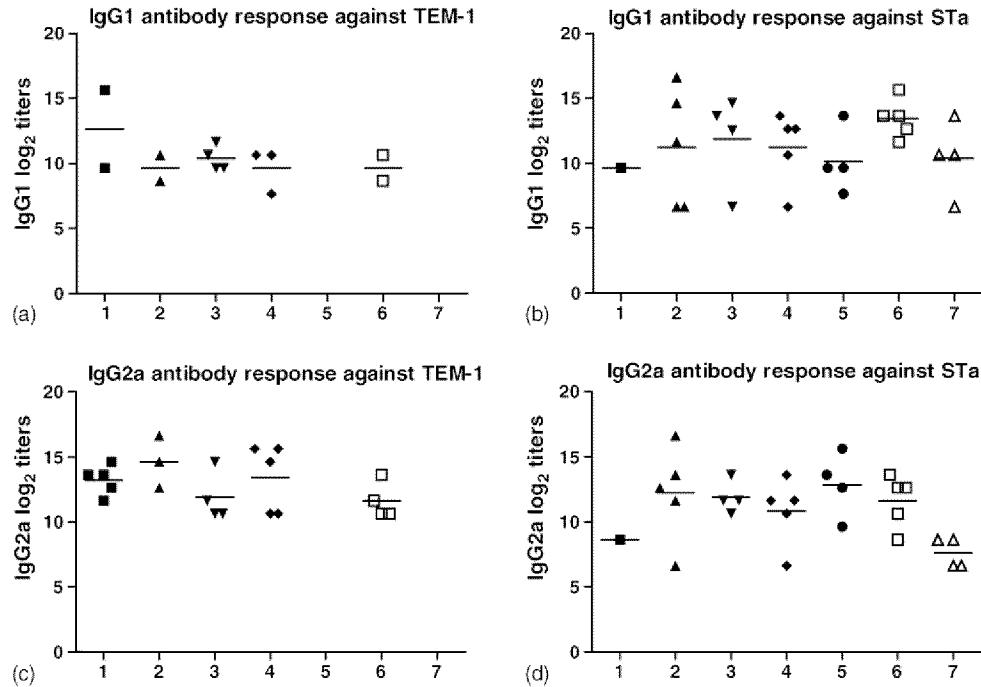 IgG1 antibody response against TEM-1
IgG1 log2 titers
20
15
10
5
0
1 2 3 4 5 6 7
(a)
IgG1 antibody response against STa
IgG1 log2 titers
20
15
10
5
0
1 2 3 4 5 6 7
(b)
IgG2a antibody response against TEM-1
IgG2a log2 titers
20
15
10
5
0
1 2 3 4 5 6 7
(c)
IgG2a antibody response against STa
IgG2a log2 titers
20
15
10
5
0
1 2 3 4 5 6 7
(d)